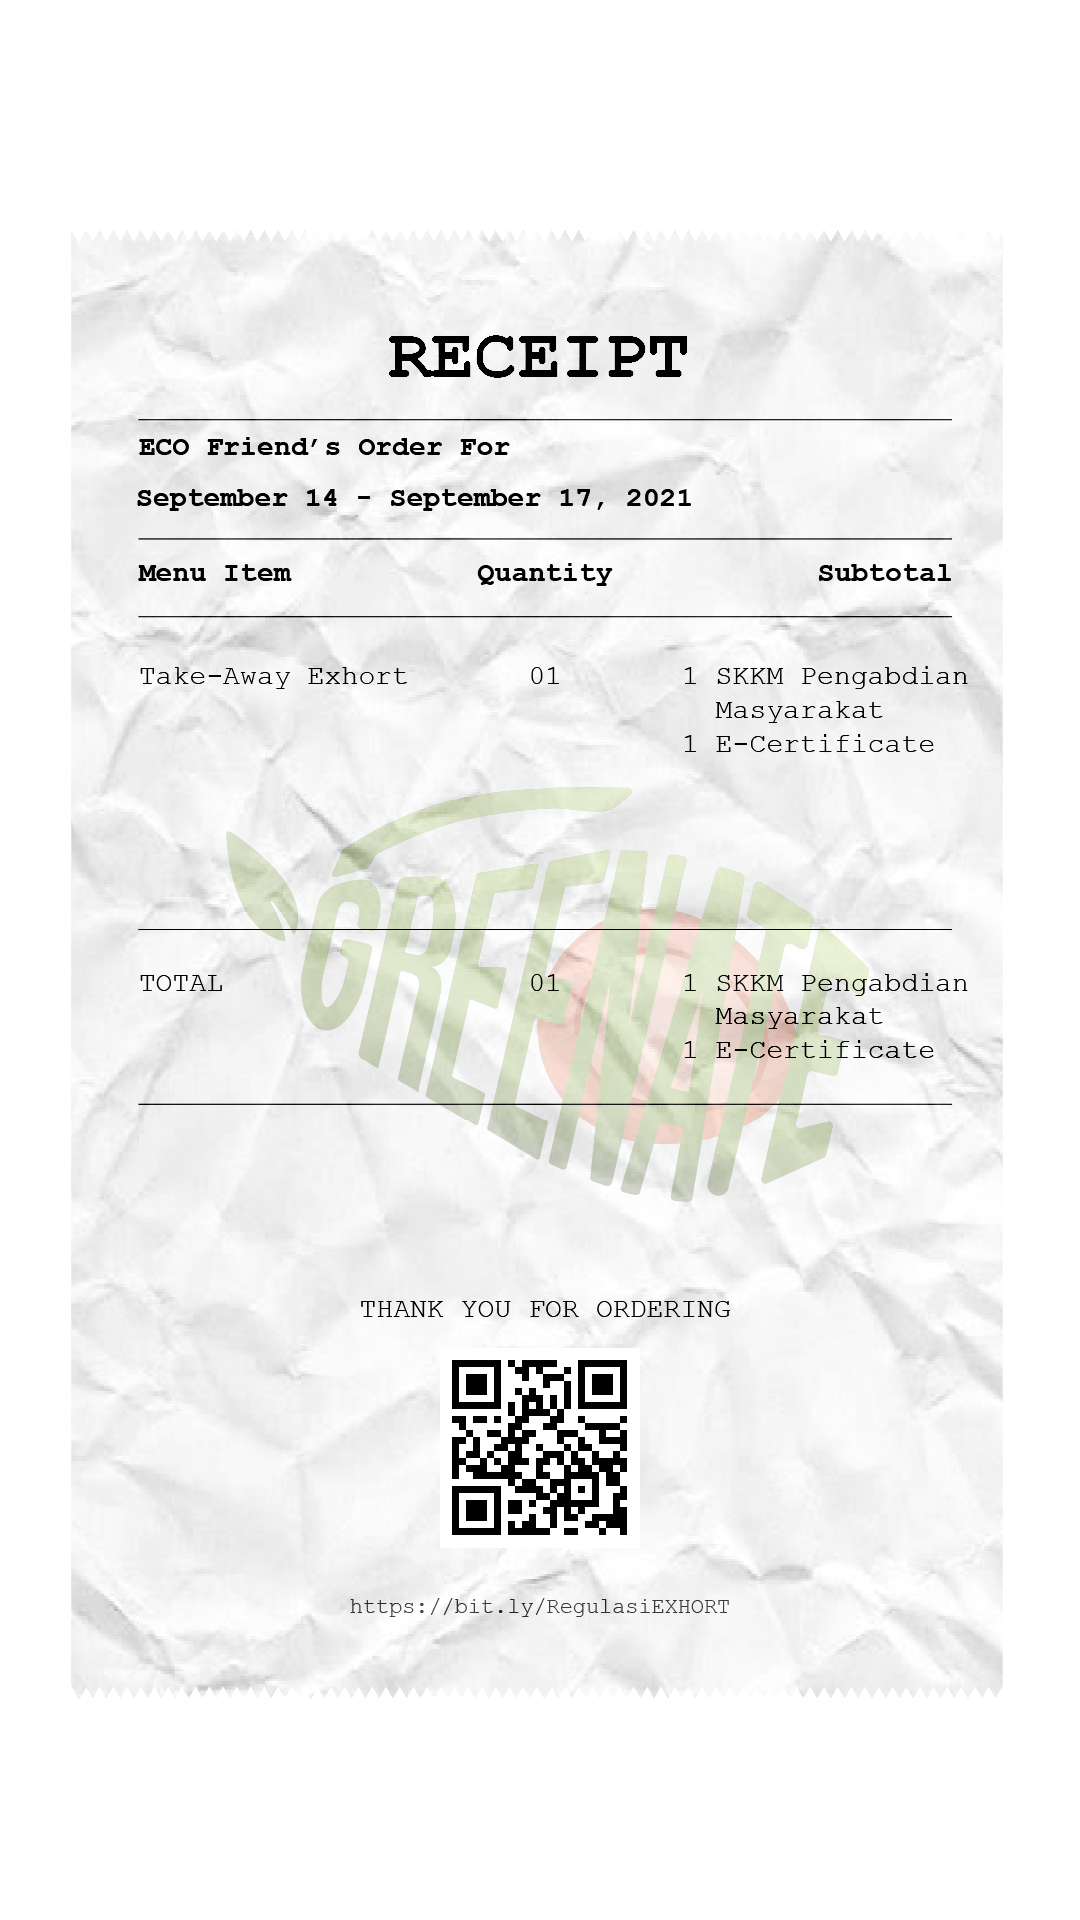 RECEIPT
ECO Friend’s Order For
September 14 - September 17, 2021
Menu Item Quantity Subtotal
Take-Away Exhort 01 1 SKKM Pengabdian
Masyarakat
1 E-Certificate
GREENATE
TOTAL 01 1 SKKM Pengabdian
Masyarakat
1 E-Certificate
THANK YOU FOR ORDERING
https://bit.ly/RegulasiEXHORT